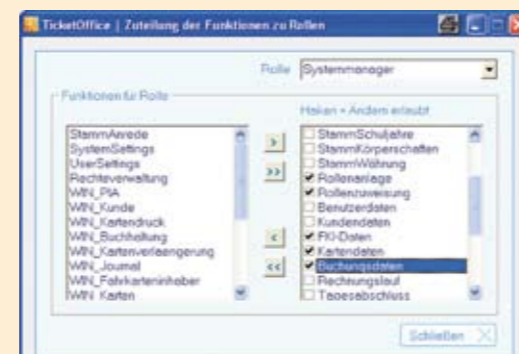 TicketOffice | Zuteilung der Funktionen zu Rollen
Rolle Systemmanager
Funktionen für Rolle
Haken = Ändern erlaubt
StammAnrede
SystemSettings
UserSettings
Rechteverwaltung
WIN_PIA
WIN_Kunde
WIN_Kartendruck
WIN_Buchhaltung
WIN_Kartenverlaengerung
WIN_Journal
WIN_Fahrkarteninhaber
WIN_Karten
>
>>
<
<<
StammSchuljahre
StammKörperschaften
StammWährung
Rollenanlage
Rollenzuweisung
Benutzerdaten
Kundendaten
FKI-Daten
Kartendaten
Buchungsdaten
Rechnungslauf
Tagesabschluss
Schließen